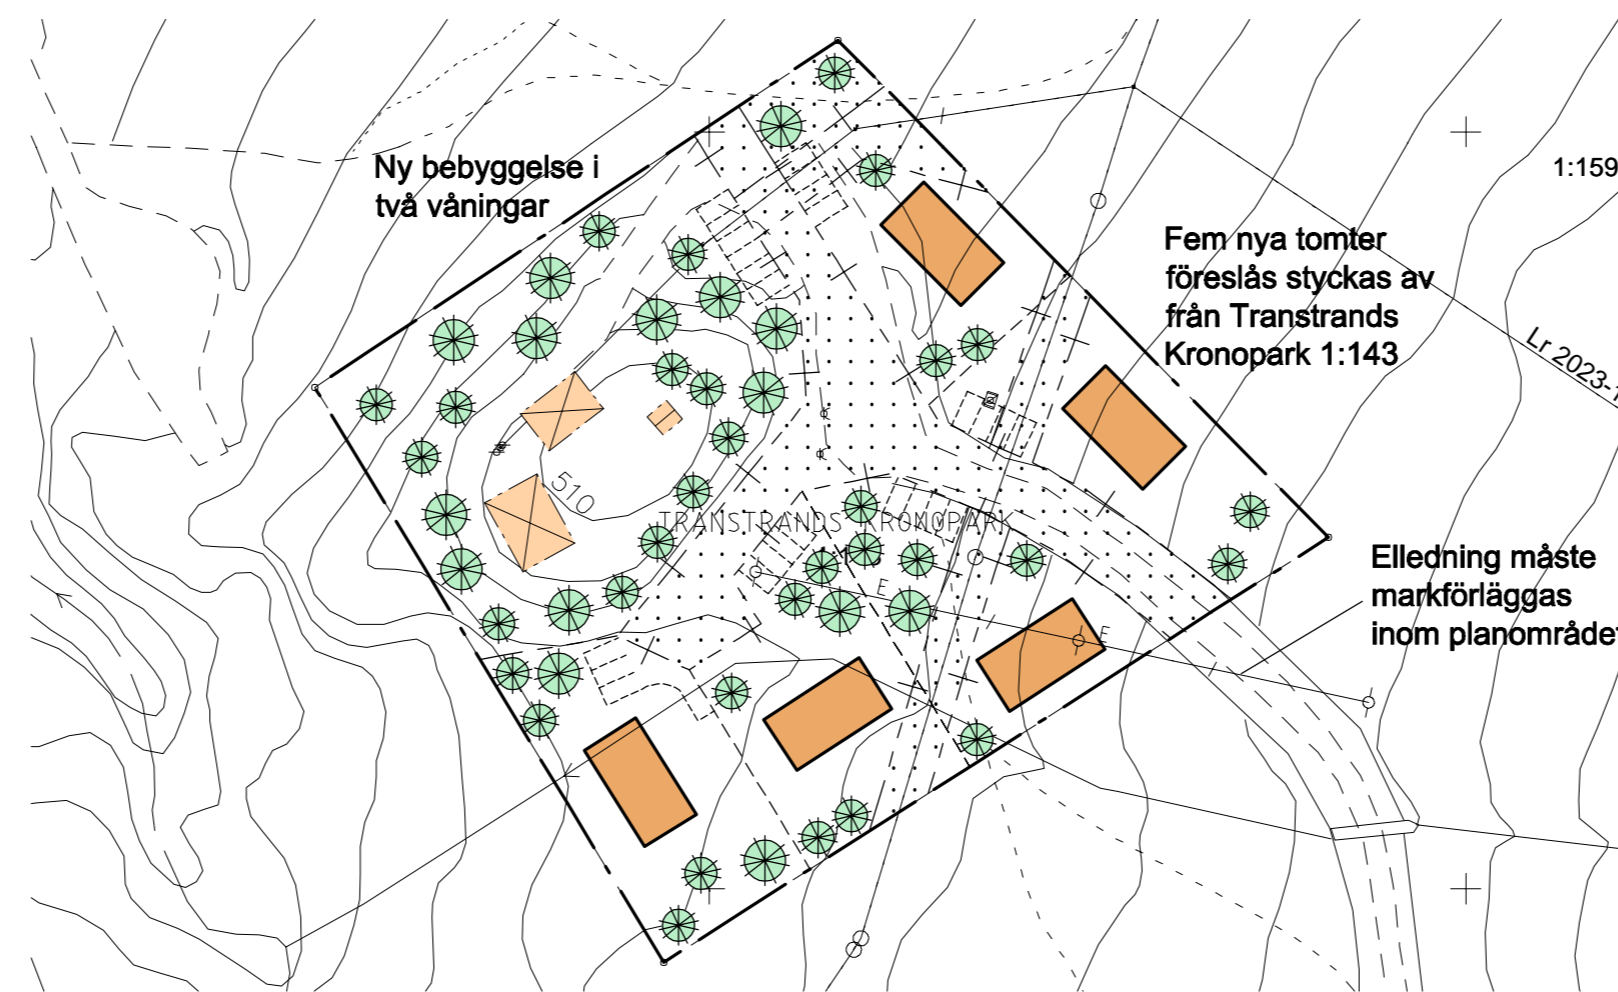 Ny bebyggelse i
två våningar
1:159
Fem nya tomter
föreslås styckas av
från Transtrands
Kronopark 1:143
Lr 2023-1
510
TRANSTRANDS KRONOPARK
E
E
Elledning måste
markförläggas
inom planområdet